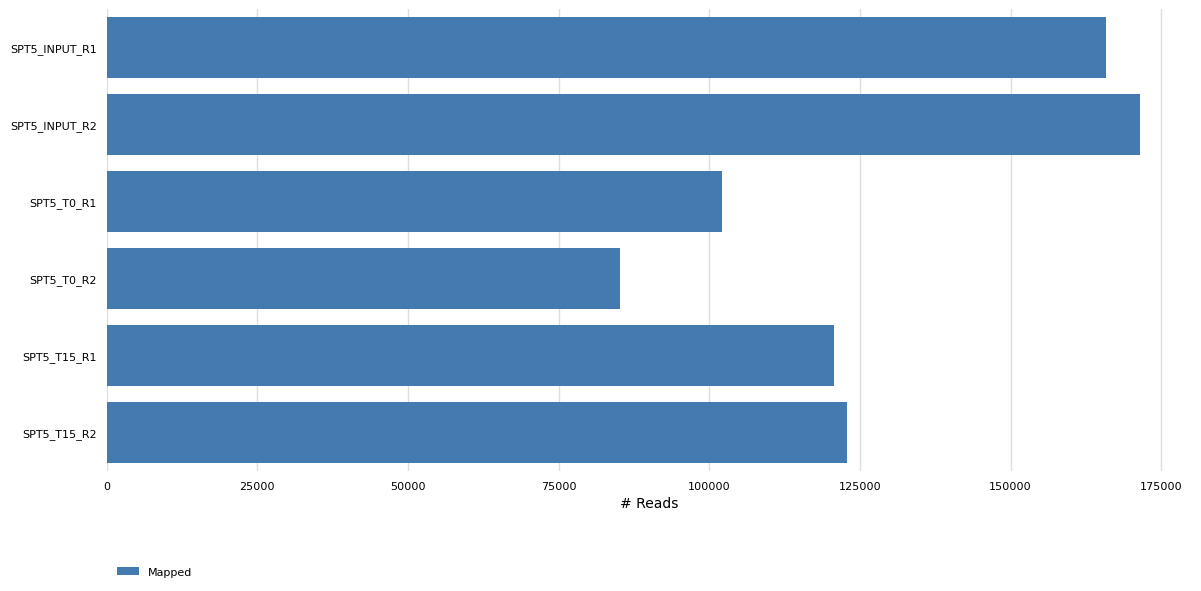 SPT5_INPUT_R1
SPT5_INPUT_R2
SPT5_T0_R1
SPT5_T0_R2
SPT5_T15_R1
SPT5_T15_R2
0 25000 50000 75000 100000 125000 150000 175000
# Reads
Mapped